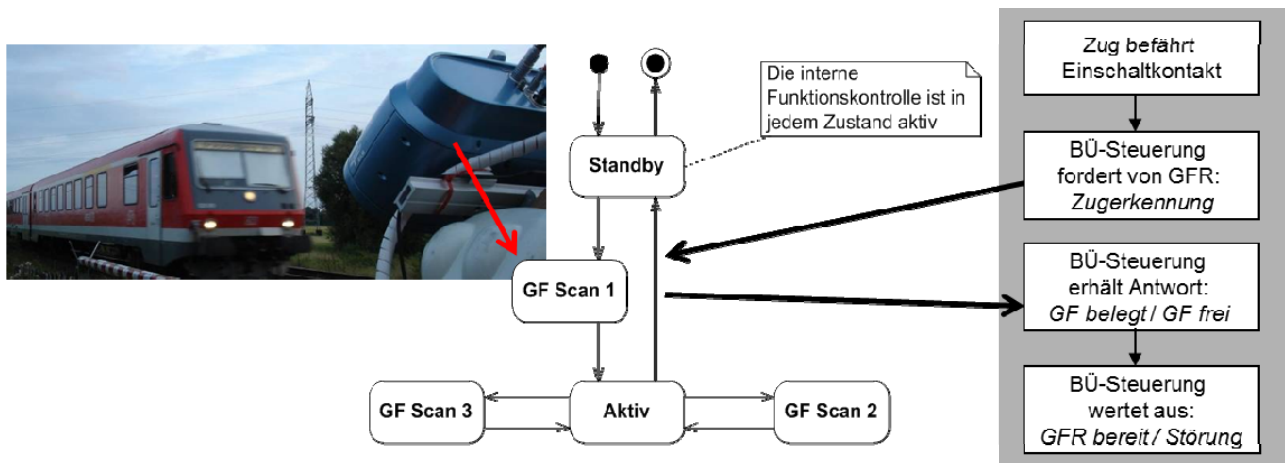 Die interne
Funktionskontrolle ist in
jedem Zustand aktiv
Standby
GF Scan 1
GF Scan 3
Aktiv
GF Scan 2
Zug befährt
Einschaltkontakt
BÜ-Steuerung
fordert von GFR:
Zugerkennung
BÜ-Steuerung
erhält Antwort:
GF belegt / GF frei
BÜ-Steuerung
wertet aus:
GFR bereit / Störung